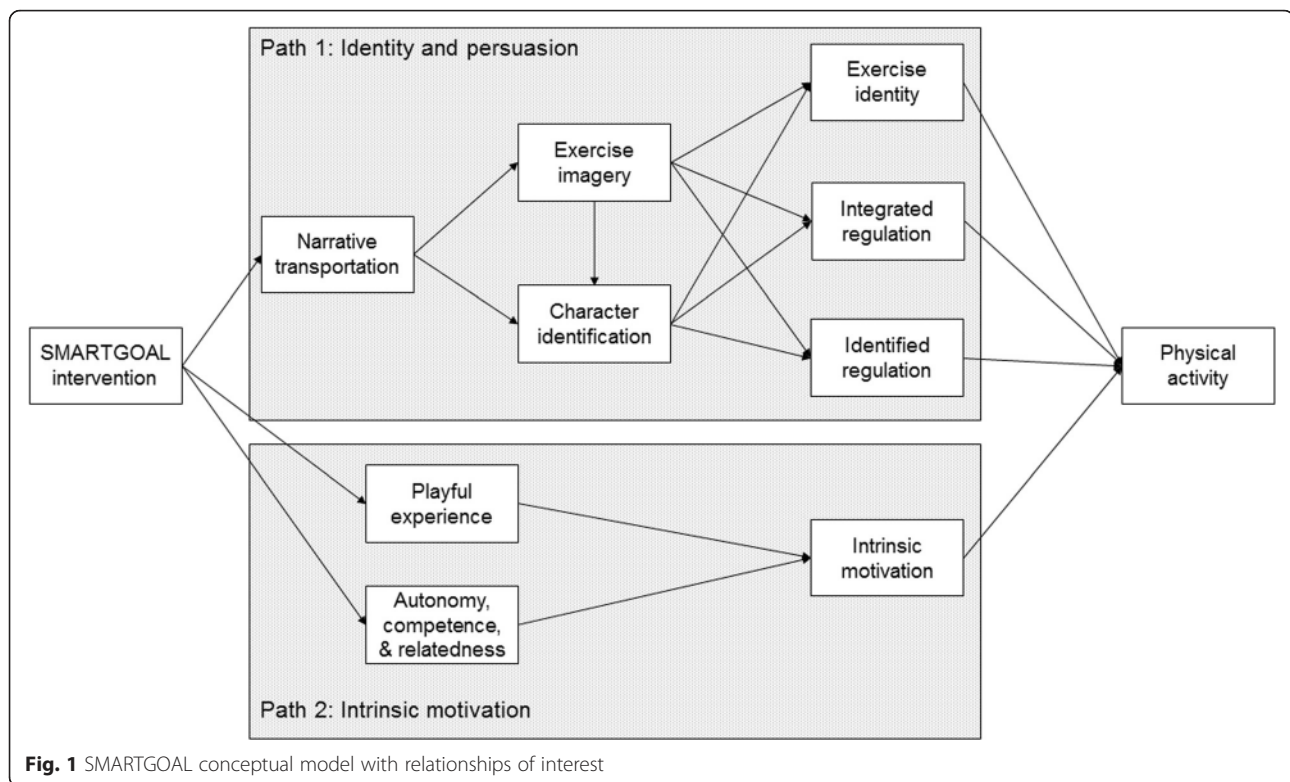 Path 1: Identity and persuasion
Exercise
identity
Exercise
imagery
Integrated
regulation
Narrative
transportation
Character
identification
Identified
regulation
SMARTGOAL
intervention
Physical
activity
Playful
experience
Intrinsic
motivation
Autonomy,
competence,
& relatedness
Path 2: Intrinsic motivation
Fig. 1 SMARTGOAL conceptual model with relationships of interest